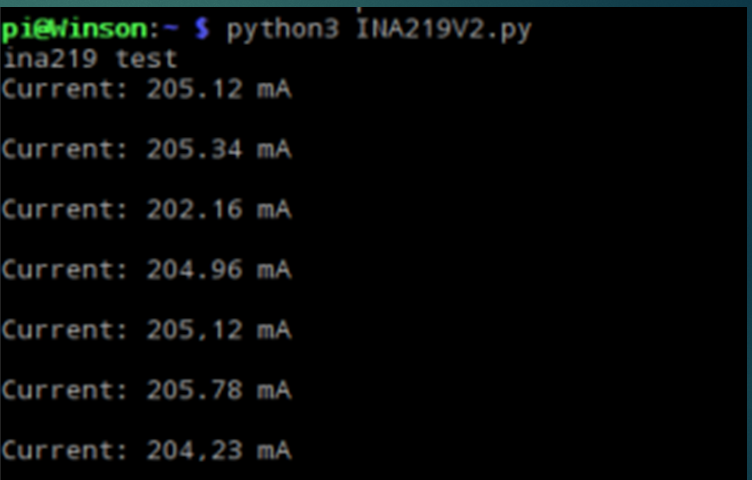 pi@Winson:~ $ python3 INA219V2.py
ina219 test
Current: 205.12 mA
Current: 205.34 mA
Current: 202.16 mA
Current: 204.96 mA
Current: 205,12 mA
Current: 205.78 mA
Current: 204,23 mA